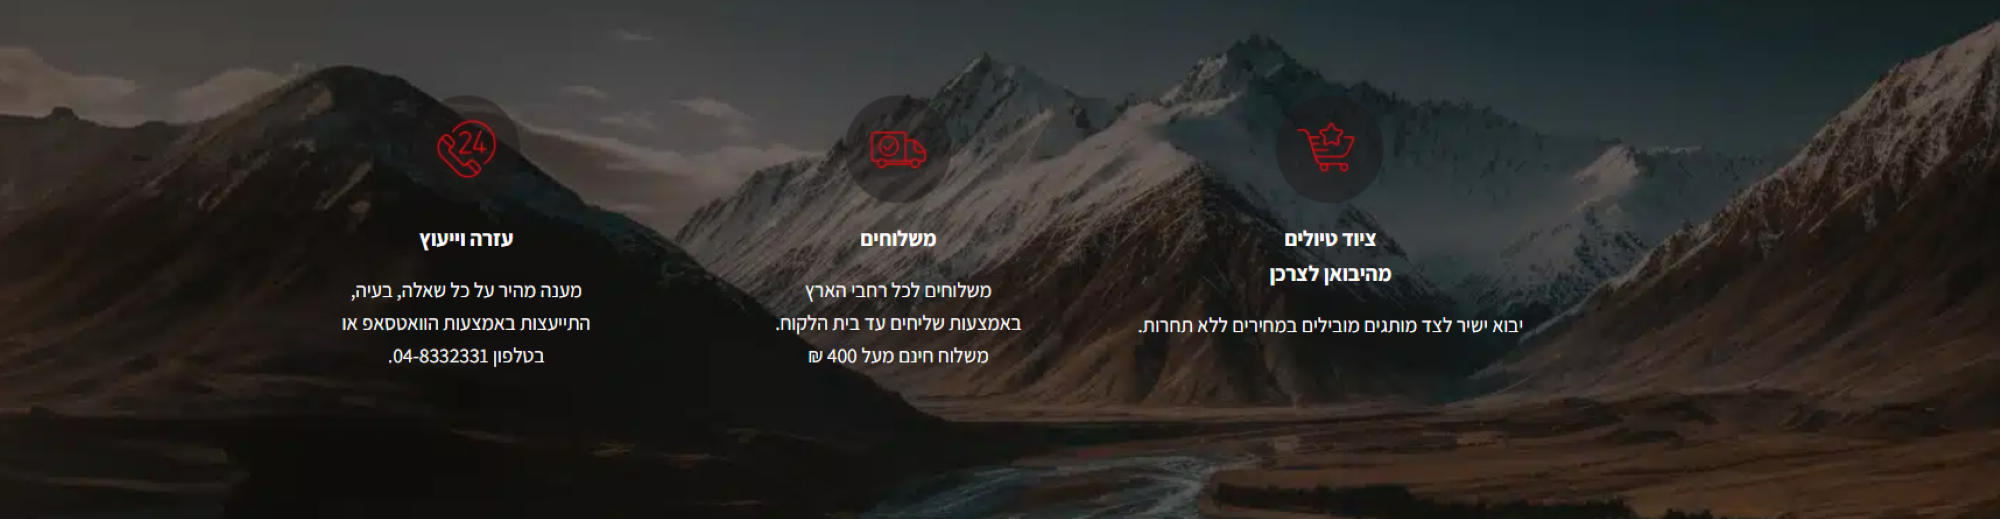 ציוד טיולים
מהיבואן לצרכן
יבוא ישיר לצד מותגים מובילים במחירים ללא תחרות.
משלוחים
משלוחים לכל רחבי הארץ
באמצעות שליחים עד בית הלקוח.
משלוח חינם מעל 400 ₪
24
עזרה וייעוץ
מענה מהיר על כל שאלה, בעיה,
התייעצות באמצעות הוואטסאפ או
בטלפון 04-8332331.